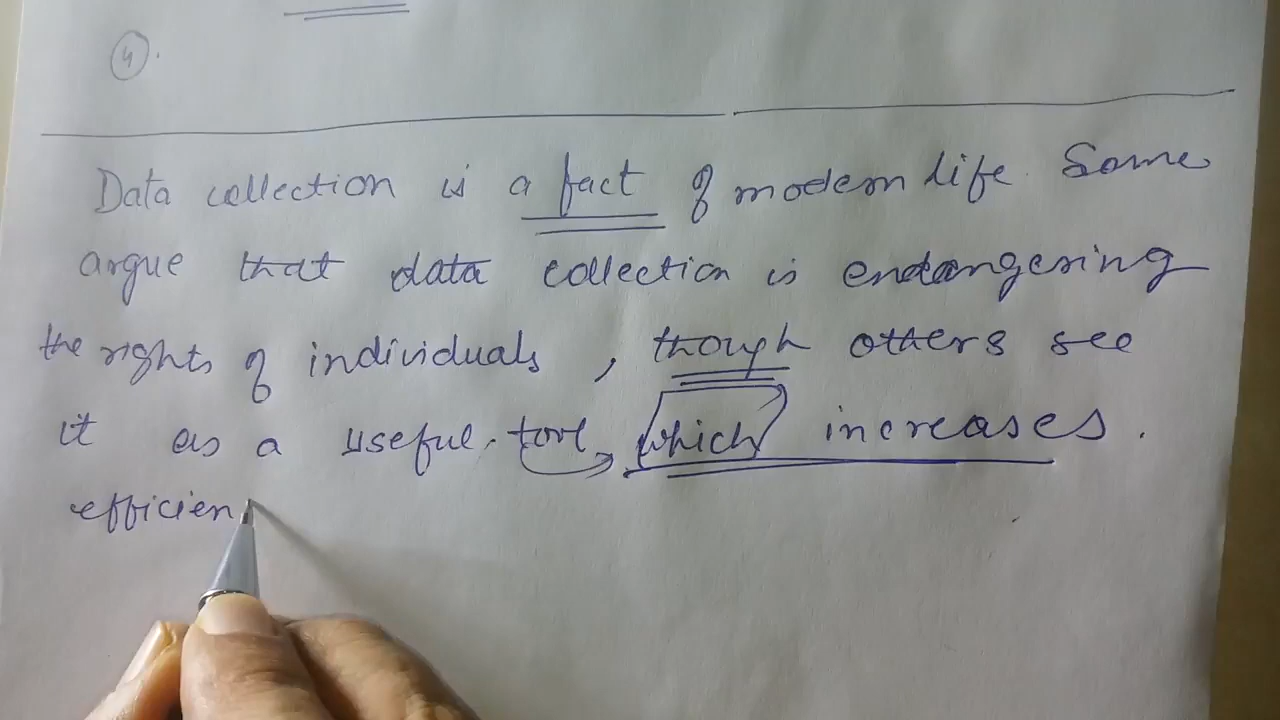 4.
Data collection is a fact of modern life. Some
argue that data collection is endangering
the rights of individuals, though others see
it as a useful tool, which increases.
efficien